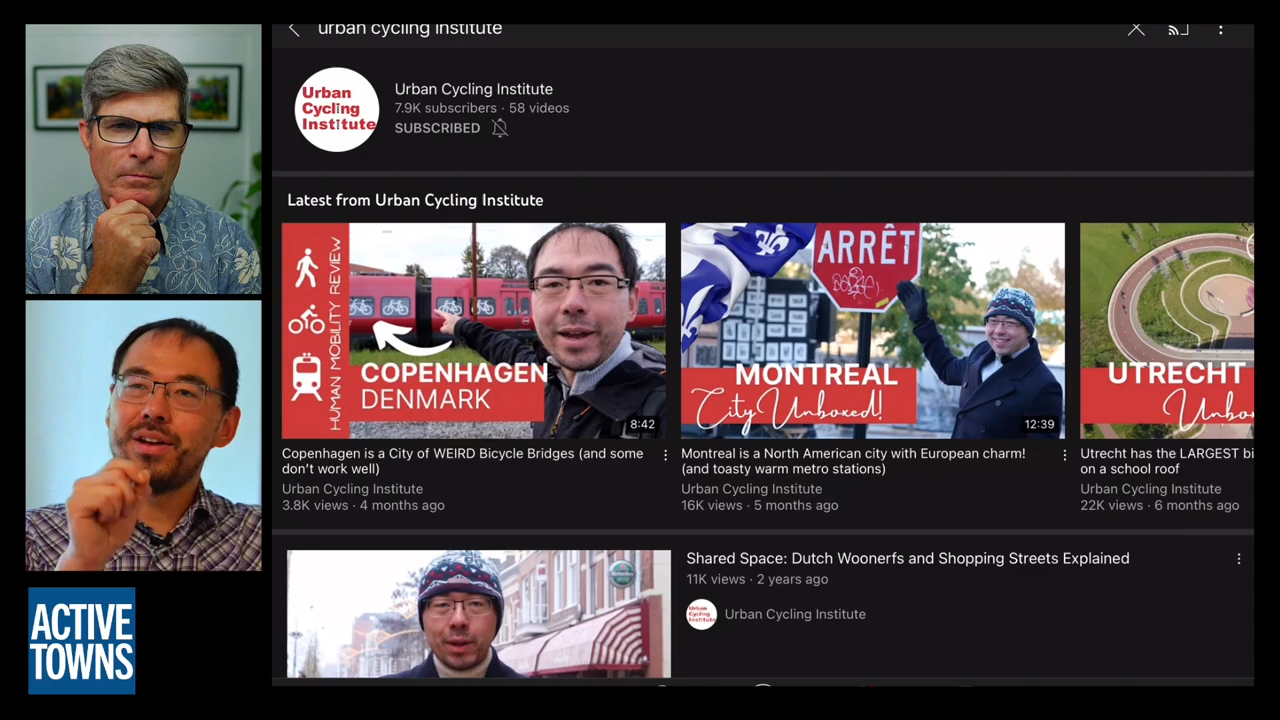 urban cycling institute
Urban
Cycling
Institute
Urban Cycling Institute
7.9K subscribers · 58 videos
SUBSCRIBED
Latest from Urban Cycling Institute
HUMAN MOBILITY REVIEW
COPENHAGEN
DENMARK
8:42
ARRÊT
MONTREAL
City Unboxed!
12:39
UTRECHT
Unbo
Copenhagen is a City of WEIRD Bicycle Bridges (and some
don't work well)
Urban Cycling Institute
3.8K views · 4 months ago
Montreal is a North American city with European charm!
(and toasty warm metro stations)
Urban Cycling Institute
16K views · 5 months ago
Utrecht has the LARGEST bi
on a school roof
Urban Cycling Institute
22K views · 6 months ago
Shared Space: Dutch Woonerfs and Shopping Streets Explained
11K views · 2 years ago
Urban
Cycling
Institute
Urban Cycling Institute
Heineken
ACTIVE
TOWNS